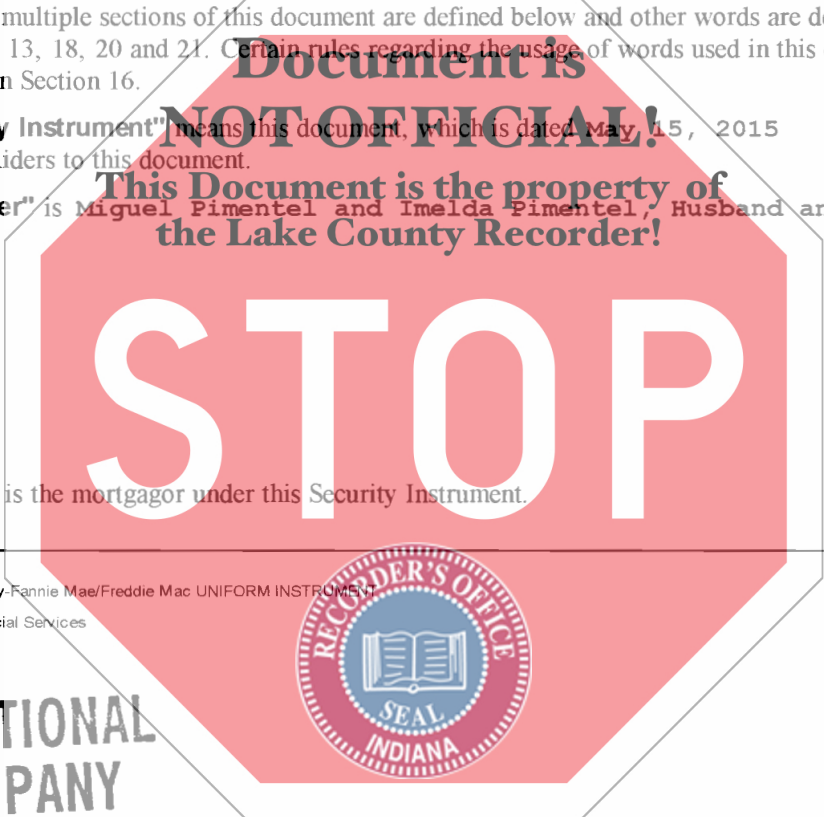 multiple sections of this document are defined below and other words are de
13, 18, 20 and 21. Certain rules regarding the usage of words used in this
n Section 16.
Document is
y Instrument" means this document, which is dated May 15, 2015
NOT OFFICIAL!
iders to this document.
This Document is the property of
er" is Miguel Pimentel and Imelda Pimentel, Husband an
the Lake County Recorder!
STOP
is the mortgagor under this Security Instrument.
y-Fannie Mae/Freddie Mac UNIFORM INSTRUMENT
cial Services
RECORDER'S OFFICE
SEAL
INDIANA
TIONAL
PANY